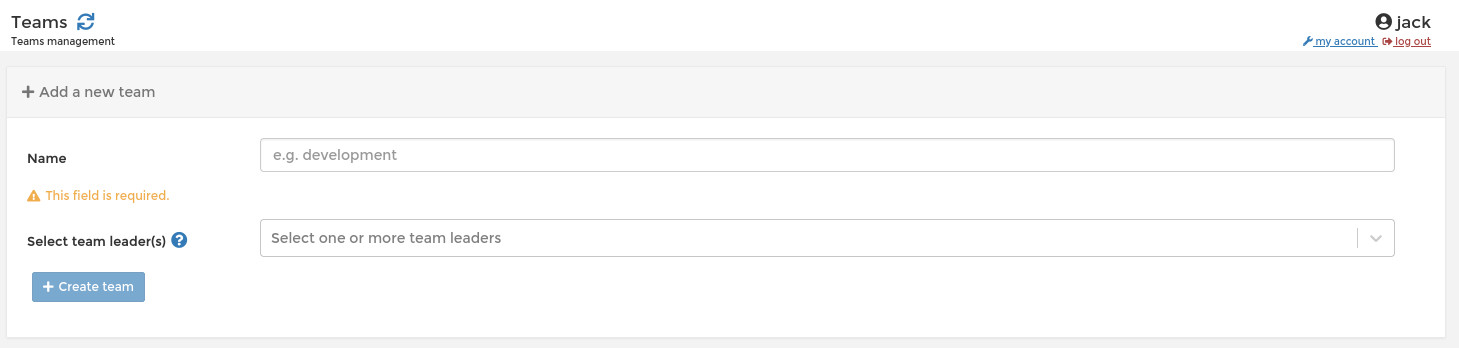 Teams
jack
Teams management
my account log out
Add a new team
Name
e.g. development
This field is required.
Select team leader(s) ?
Select one or more team leaders
+ Create team